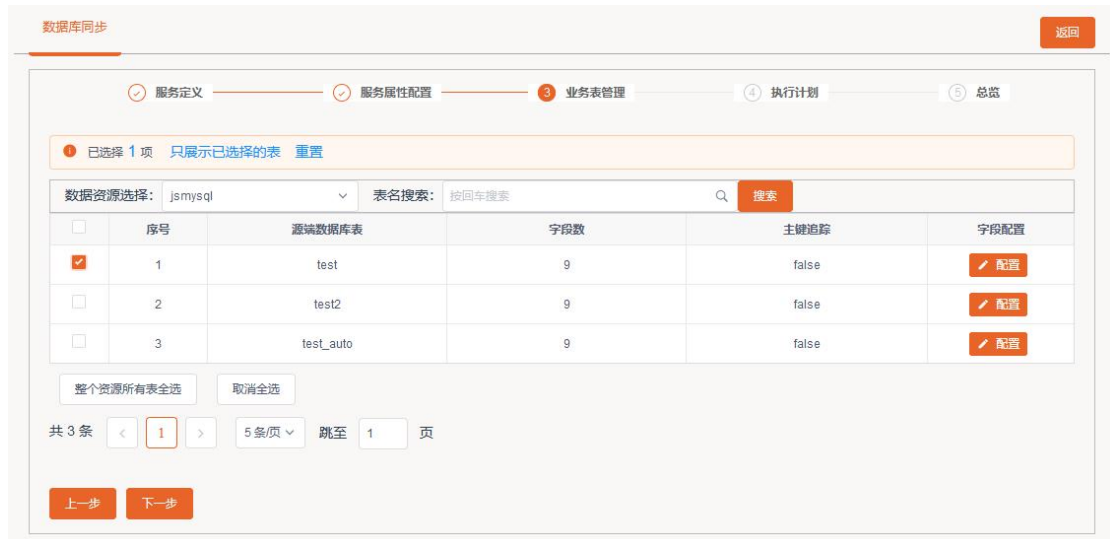 数据库同步
返回
服务定义 服务属性配置 3 业务表管理 4 执行计划 5 总览
已选择 1 项 只展示已选择的表 重置
数据资源选择： jsmysql 表名搜索： 按回车搜索 搜索
序号 源端数据库表 字段数 主键追踪 字段配置
1 test 9 false 配置
2 test2 9 false 配置
3 test_auto 9 false 配置
整个资源所有表全选 取消全选
共 3 条 < 1 > 5 条/页 跳至 1 页
上一步 下一步